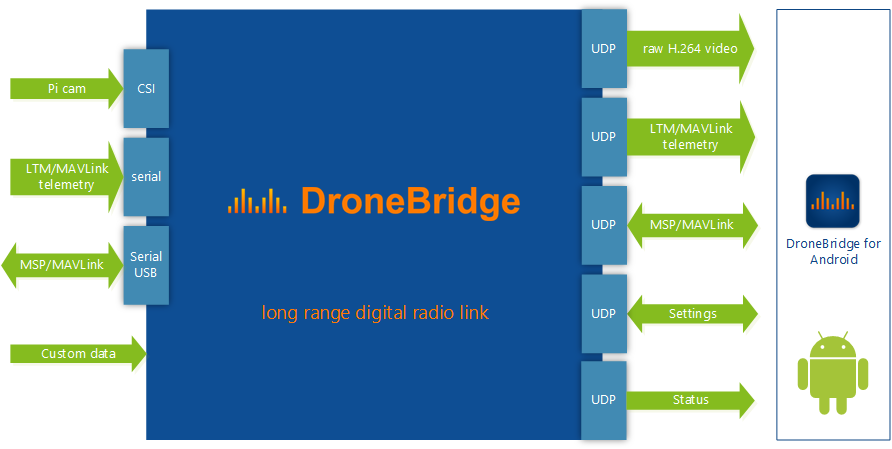 Pi cam
CSI
LTM/MAVLink
telemetry
serial
MSP/MAVLink
Serial
USB
Custom data
DroneBridge
long range digital radio link
UDP
raw H.264 video
UDP
LTM/MAVLink
telemetry
UDP
MSP/MAVLink
UDP
Settings
UDP
Status
DroneBridge for
Android